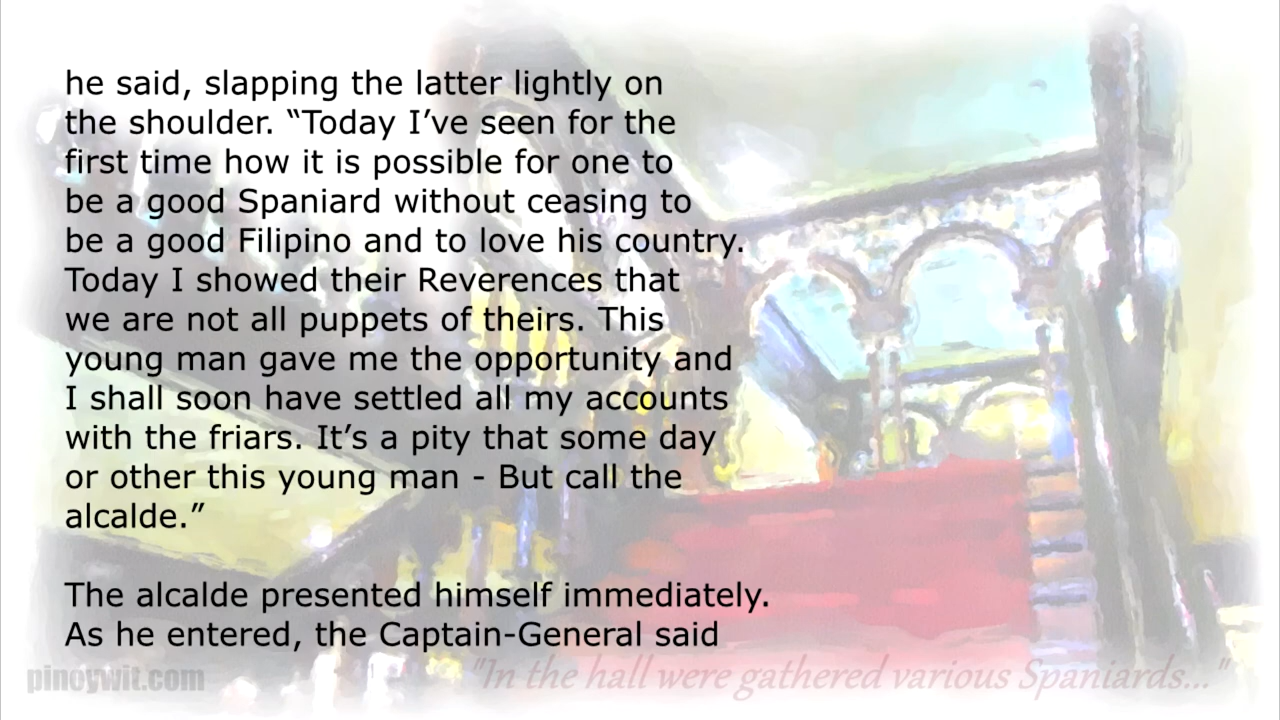 he said, slapping the latter lightly on
the shoulder. “Today I’ve seen for the
first time how it is possible for one to
be a good Spaniard without ceasing to
be a good Filipino and to love his country.
Today I showed their Reverences that
we are not all puppets of theirs. This
young man gave me the opportunity and
I shall soon have settled all my accounts
with the friars. It’s a pity that some day
or other this young man - But call the
alcalde.”
The alcalde presented himself immediately.
As he entered, the Captain-General said
pinoywit.com
"In the hall were gathered various Spaniards..."